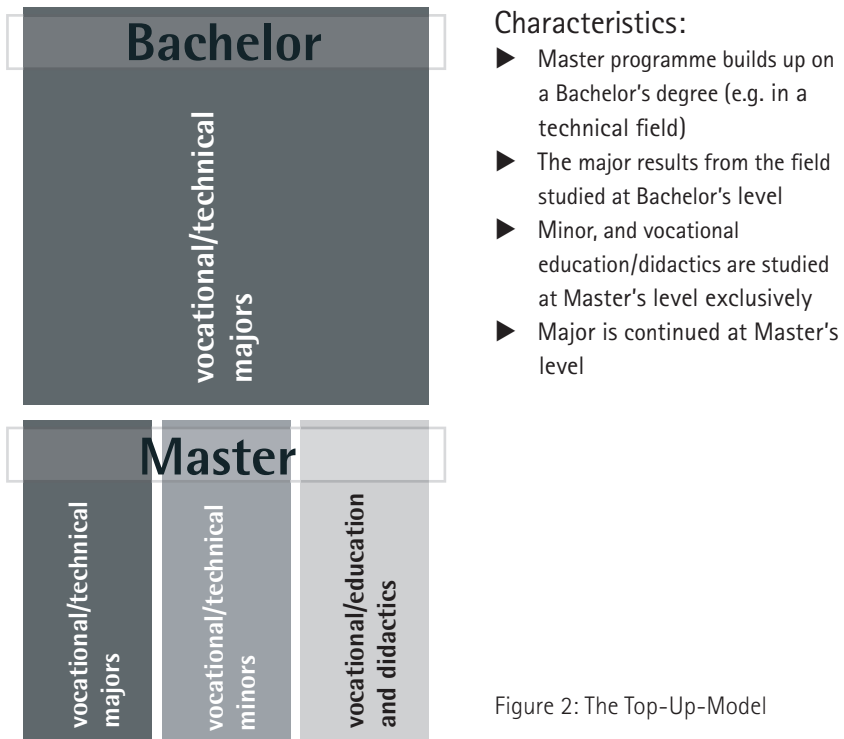 Bachelor
vocational/technical
majors
Master
vocational/technical
majors
vocational/technical
minors
vocational/education
and didactics
Characteristics:
▶ Master programme builds up on
a Bachelor's degree (e.g. in a
technical field)
▶ The major results from the field
studied at Bachelor's level
▶ Minor, and vocational
education/didactics are studied
at Master's level exclusively
▶ Major is continued at Master's
level
Figure 2: The Top-Up-Model